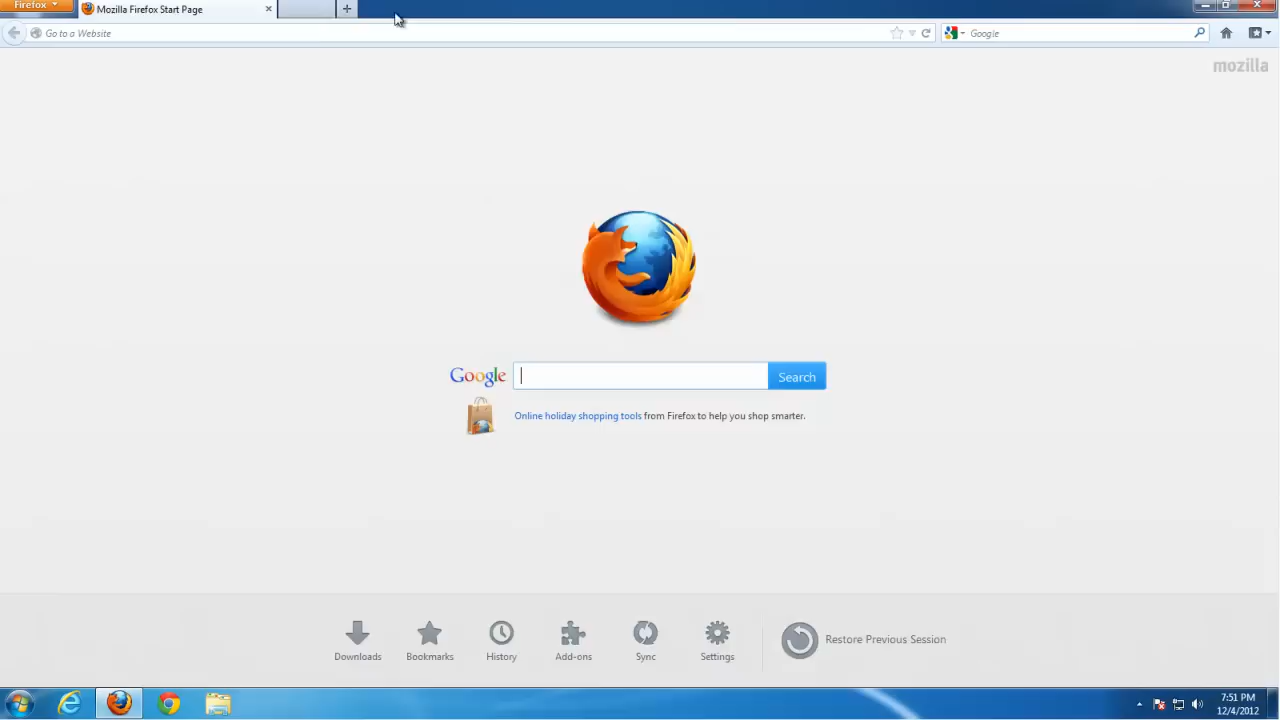 Firefox
Mozilla Firefox Start Page
Go to a Website
Google
mozilla
Google
Search
Online holiday shopping tools from Firefox to help you shop smarter.
Downloads
Bookmarks
History
Add-ons
Sync
Settings
Restore Previous Session
7:51 PM
12/4/2012